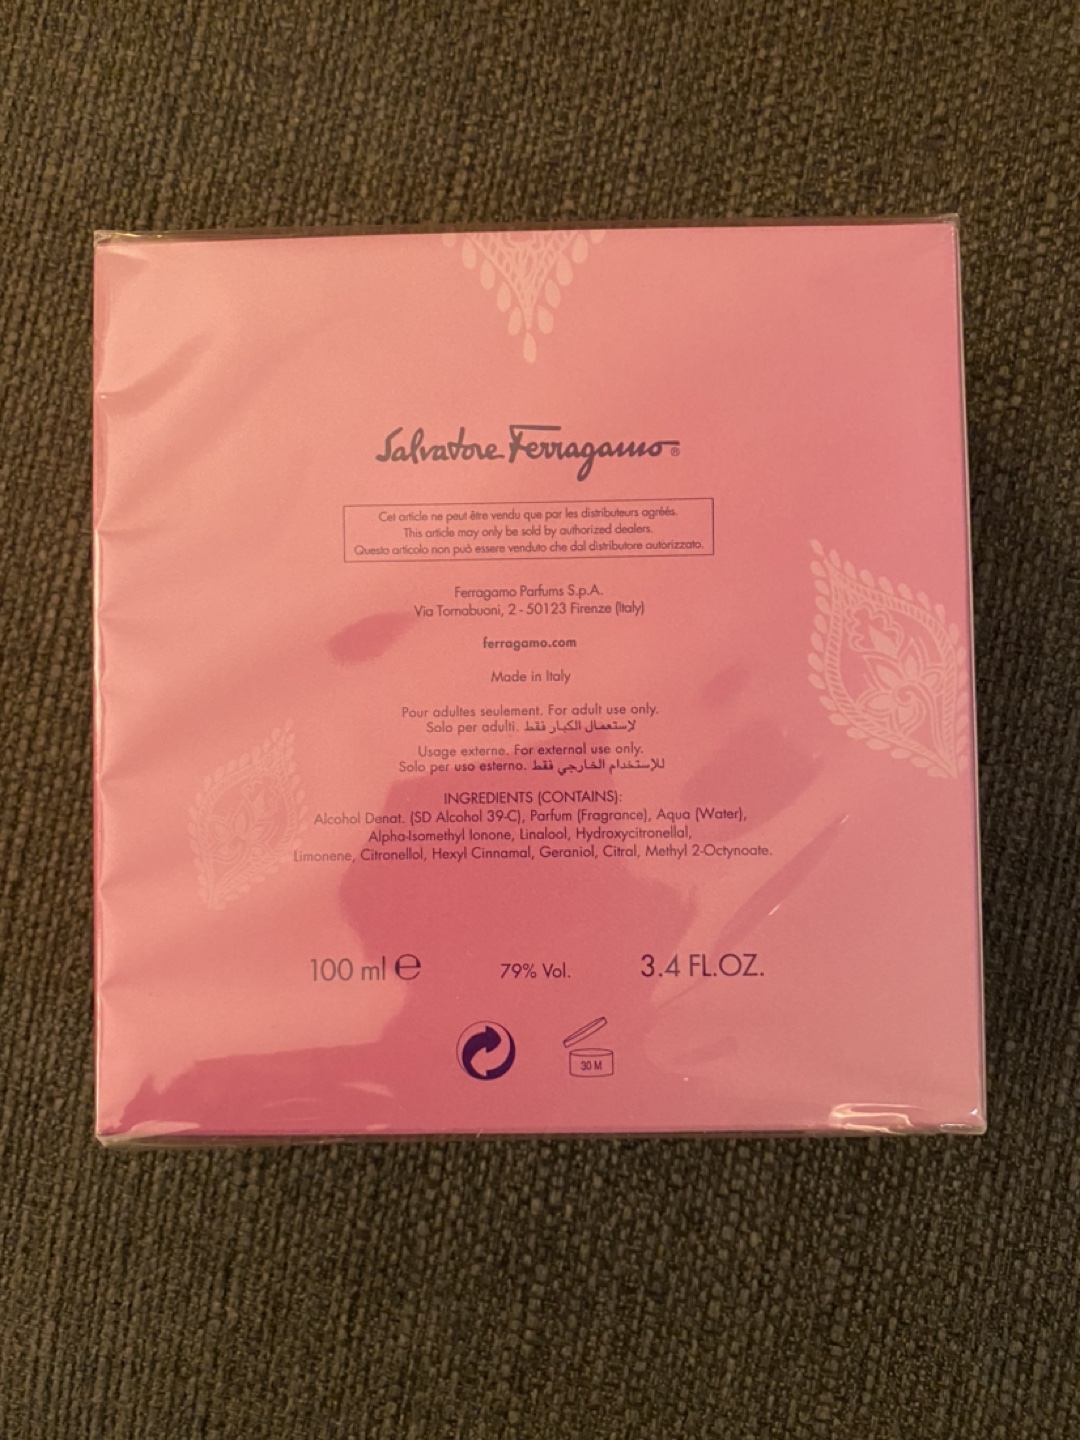 Salvatore Ferragamo®
Cet article ne peut être vendu que par les distributeurs agréés.
This article may only be sold by authorized dealers.
Questo articolo non può essere venduto che dal distributore autorizzato.
Ferragamo Parfums S.p.A.
Via Tornabuoni, 2 - 50123 Firenze (Italy)
ferragamo.com
Made in Italy
Pour adultes seulement. For adult use only.
Solo per adulti. لإستعمال الكبار فقط
Usage externe. For external use only.
Solo per uso esterno. للإستخدام الخارجي فقط
INGREDIENTS (CONTAINS):
Alcohol Denat. (SD Alcohol 39-C), Parfum (Fragrance), Aqua (Water),
Alpha-Isomethyl Ionone, Linalool, Hydroxycitronellal,
Limonene, Citronellol, Hexyl Cinnamal, Geraniol, Citral, Methyl 2-Octynoate.
100 ml ℮ 79% Vol. 3.4 FL.OZ.
30 M